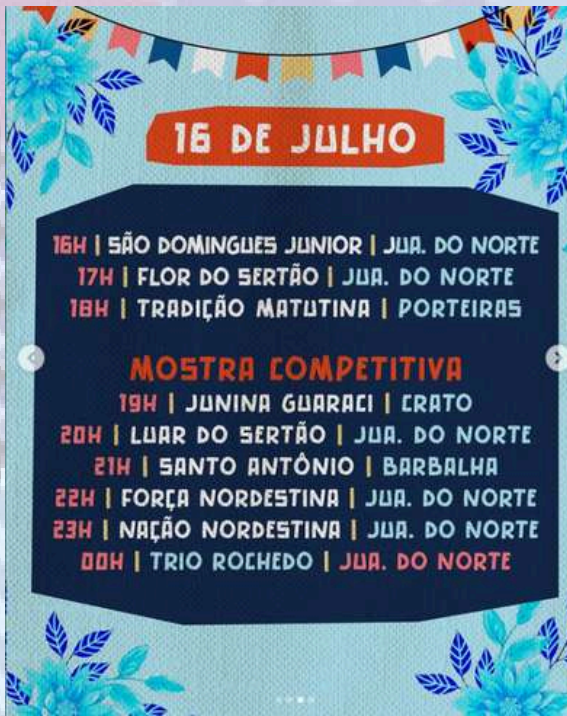 16 DE JULHO
16H | SÃO DOMINGUES JUNIOR | JUA. DO NORTE
17H | FLOR DO SERTÃO | JUA. DO NORTE
18H | TRADIÇÃO MATUTINA | PORTEIRAS
MOSTRA COMPETITIVA
19H | JUNINA GUARACI | CRATO
20H | LUAR DO SERTÃO | JUA. DO NORTE
21H | SANTO ANTÔNIO | BARBALHA
22H | FORÇA NORDESTINA | JUA. DO NORTE
23H | NAÇÃO NORDESTINA | JUA. DO NORTE
00H | TRIO ROCHEDO | JUA. DO NORTE